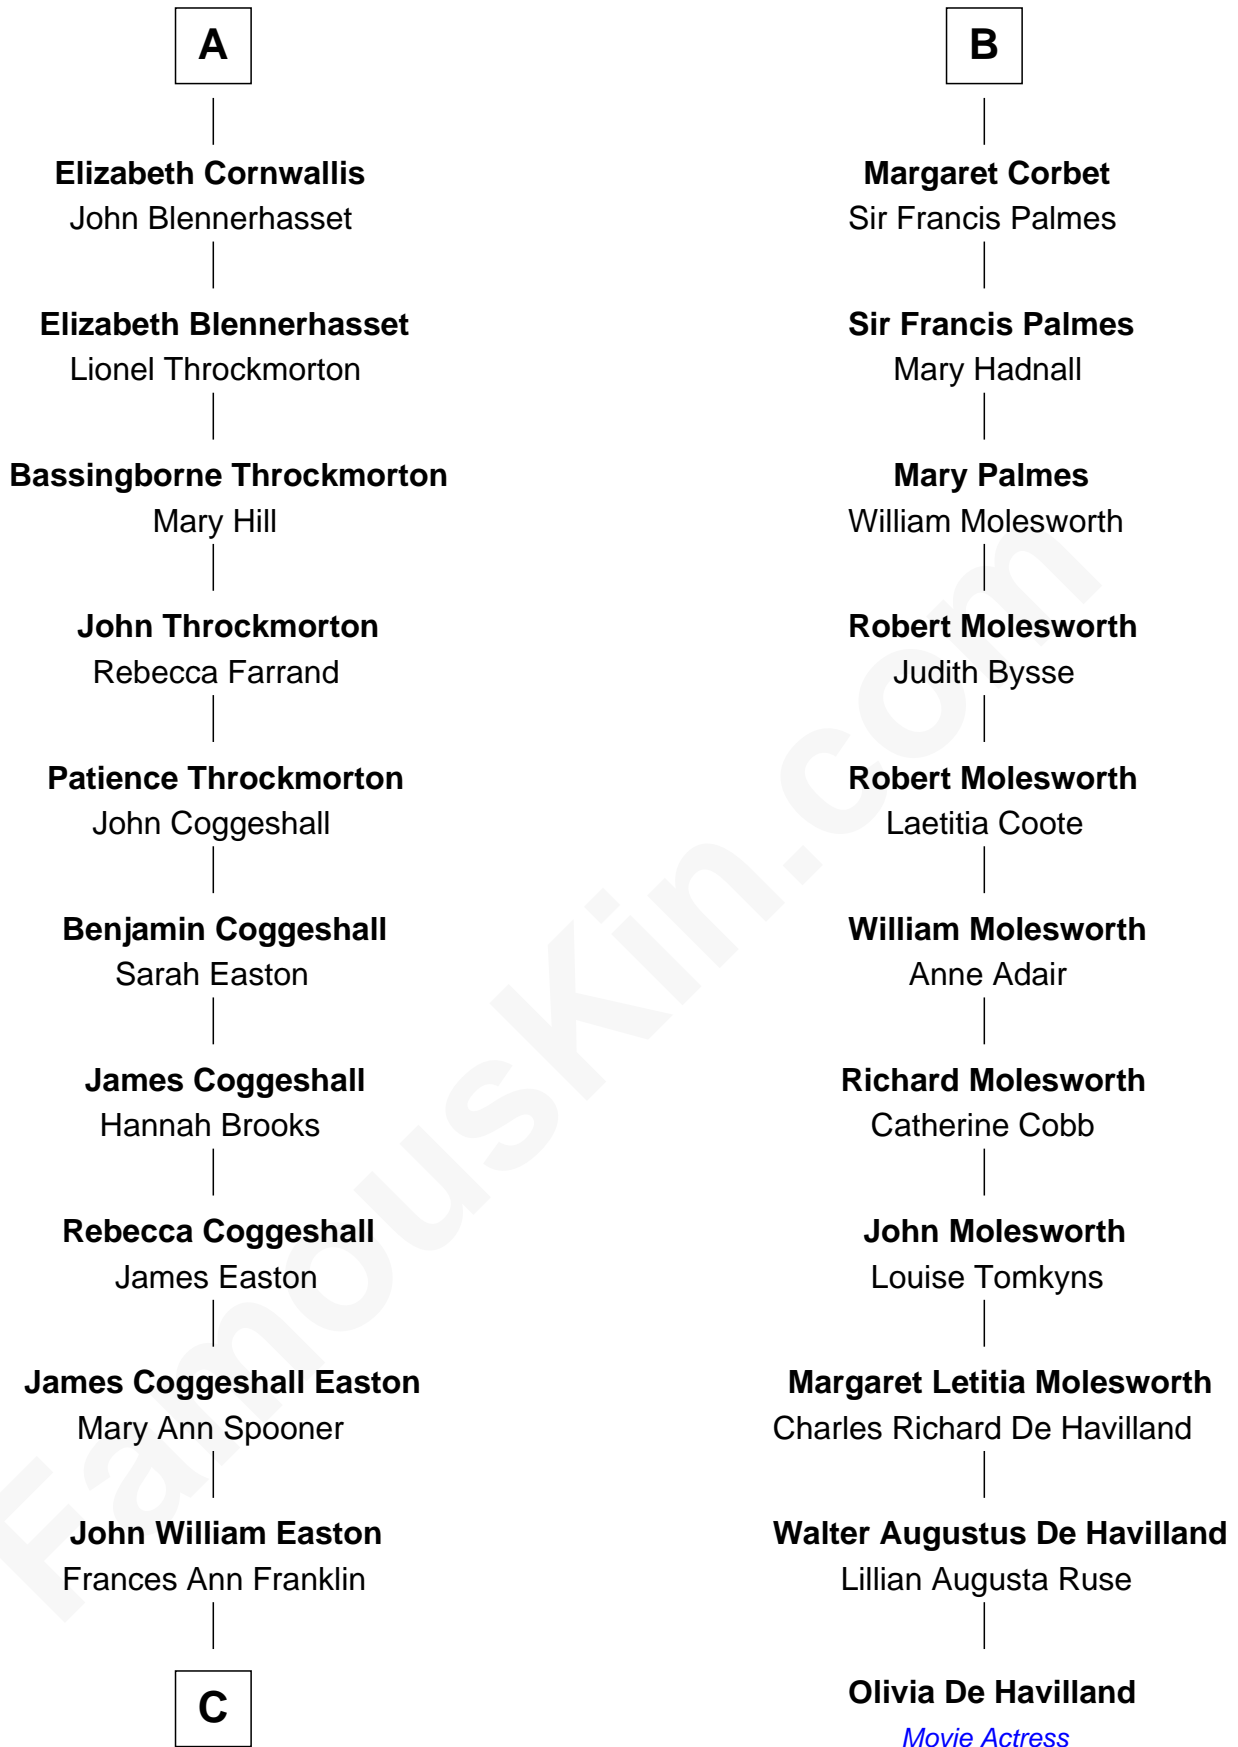 A
Elizabeth Cornwallis
John Blennerhasset
Elizabeth Blennerhasset
Lionel Throckmorton
Bassingborne Throckmorton
Mary Hill
John Throckmorton
Rebecca Farrand
Patience Throckmorton
John Coggeshall
Benjamin Coggeshall
Sarah Easton
James Coggeshall
Hannah Brooks
Rebecca Coggeshall
James Easton
James Coggeshall Easton
Mary Ann Spooner
John William Easton
Frances Ann Franklin
C
B
Margaret Corbet
Sir Francis Palmes
Sir Francis Palmes
Mary Hadnall
Mary Palmes
William Molesworth
Robert Molesworth
Judith Bysse
Robert Molesworth
Laetitia Coote
William Molesworth
Anne Adair
Richard Molesworth
Catherine Cobb
John Molesworth
Louise Tomkyns
Margaret Letitia Molesworth
Charles Richard De Havilland
Walter Augustus De Havilland
Lillian Augusta Ruse
Olivia De Havilland
Movie Actress
FamousKin.com